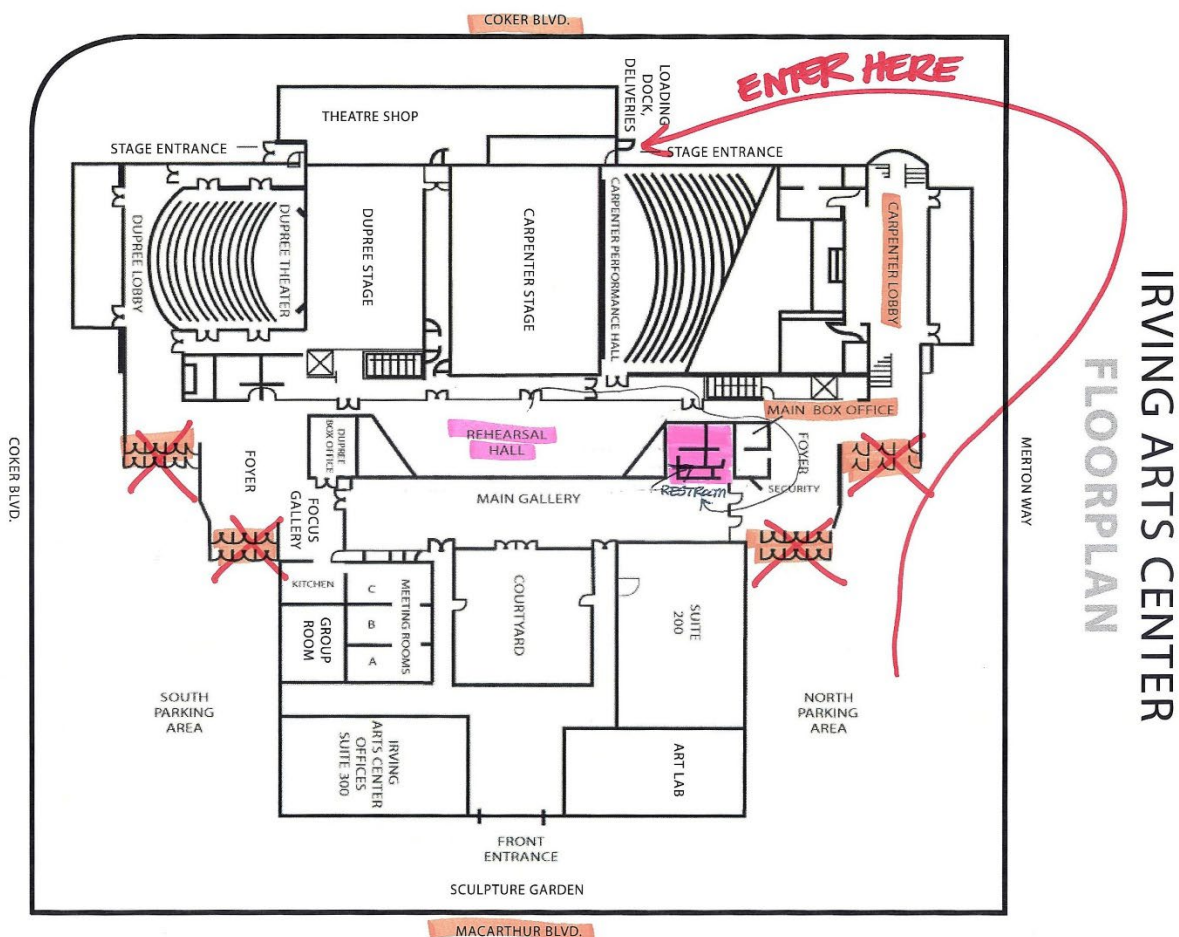 COKER BLVD.
ENTER HERE
LOADING
DOCK,
DELIVERIES
THEATRE SHOP
STAGE ENTRANCE
STAGE ENTRANCE
DUPREE LOBBY
DUPREE THEATER
DUPREE STAGE
CARPENTER STAGE
CARPENTER PERFORMANCE HALL
CARPENTER LOBBY
IRVING ARTS CENTER
FLOORPLAN
MAIN BOX OFFICE
REHEARSAL
HALL
DUPREE
BOX OFFICE
FOYER
FOYER
SECURITY
RESTROOM
MAIN GALLERY
FOCUS
GALLERY
COKER BLVD.
MERTON WAY
KITCHEN
C
B
A
MEETING ROOMS
GROUP
ROOM
COURTYARD
SUITE
200
SOUTH
PARKING
AREA
NORTH
PARKING
AREA
IRVING
ARTS CENTER
OFFICES
SUITE 300
ART LAB
FRONT
ENTRANCE
SCULPTURE GARDEN
MACARTHUR BLVD.